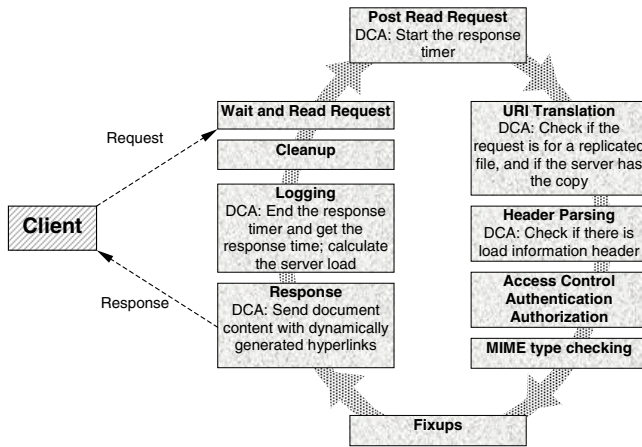 Post Read Request
DCA: Start the response
timer
Wait and Read Request
URI Translation
DCA: Check if the
request is for a replicated
file, and if the server has
the copy
Request
Cleanup
Logging
DCA: End the response
timer and get the
response time; calculate
the server load
Client
Header Parsing
DCA: Check if there is
load information header
Access Control
Authentication
Authorization
Response
Response
DCA: Send document
content with dynamically
generated hyperlinks
MIME type checking
Fixups